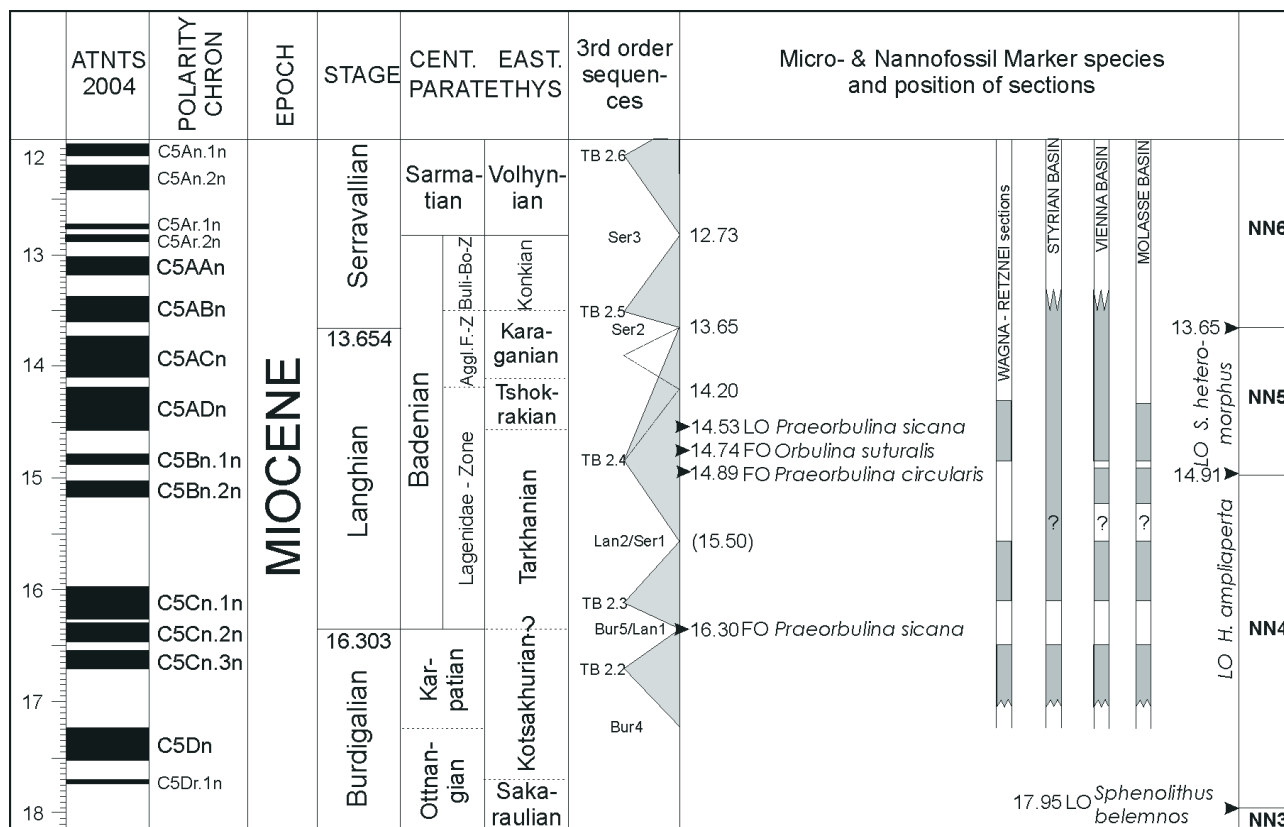 ATNTS
2004
POLARITY
CHRON
EPOCH
STAGE
CENT. EAST.
PARATETHYS
3rd order
sequen-
ces
Micro- & Nannofossil Marker species
and position of sections
12
13
14
15
16
17
18
C5An.1n
C5An.2n
C5Ar.1n
C5Ar.2n
C5AAn
C5ABn
C5ACn
C5ADn
C5Bn.1n
C5Bn.2n
C5Cn.1n
C5Cn.2n
C5Cn.3n
C5Dn
C5Dr.1n
MIOCENE
Serravallian
13.654
Langhian
16.303
Burdigalian
Sarma-
tian
Badenian
Buli-Bo-Z
Aggl.F.-Z
Lagenidae - Zone
Kar-
patian
Ottnan-
gian
Volhyn-
ian
Konkian
Kara-
ganian
Tshok-
rakian
Tarkhanian
?
Kotsakhurian
Saka-
raulian
TB 2.6
Ser3
TB 2.5
Ser2
TB 2.4
Lan2/Ser1
TB 2.3
Bur5/Lan1
TB 2.2
Bur4
12.73
13.65
14.20
14.53 LO Praeorbulina sicana
14.74 FO Orbulina suturalis
14.89 FO Praeorbulina circularis
(15.50)
16.30 FO Praeorbulina sicana
WAGNA - RETZNEI sections
STYRIAN BASIN
VIENNA BASIN
MOLASSE BASIN
? ? ?
13.65
LO S. hetero-
morphus
14.91
LO H. ampliaperta
17.95 LO Sphenolithus
belemnos
NN6
NN5
NN4
NN3